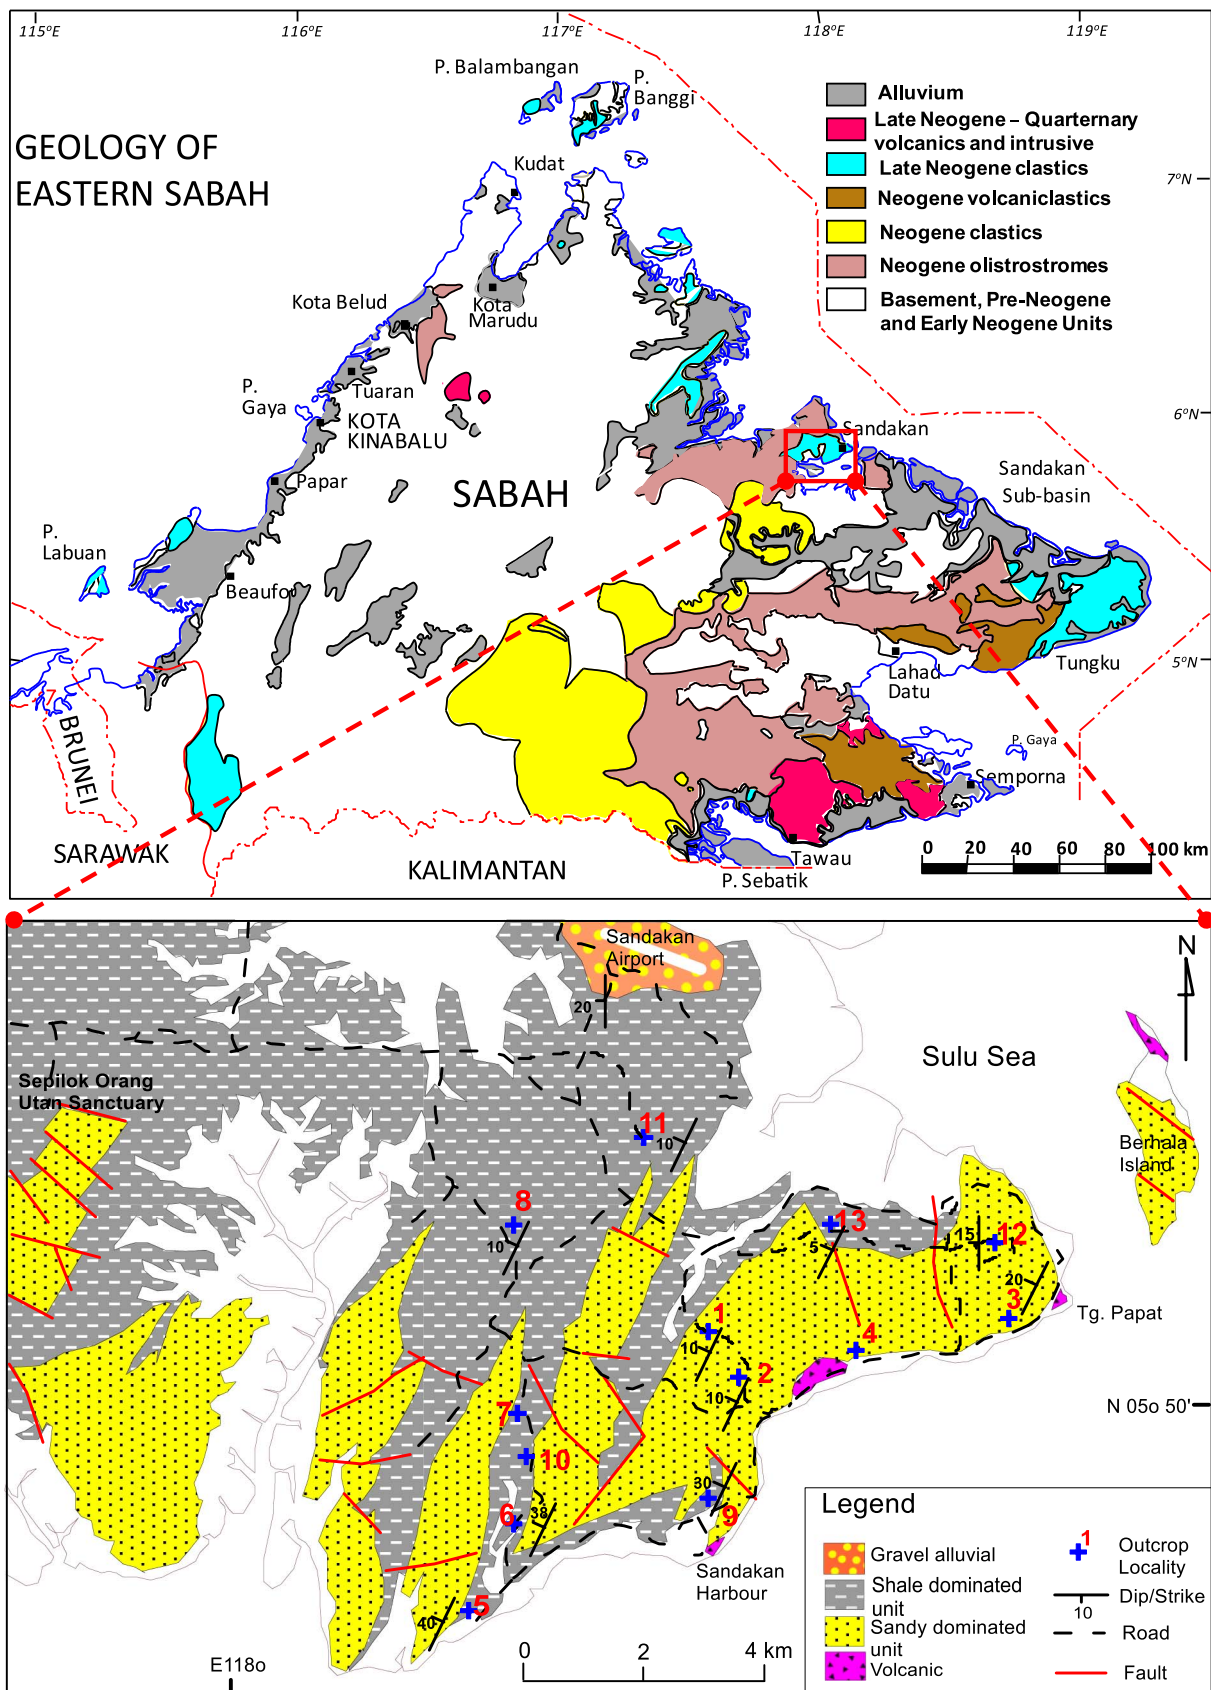 115°E
116°E
117°E
118°E
119°E
GEOLOGY OF
EASTERN SABAH
P. Balambangan
P.
Banggi
Kudat
Alluvium
Late Neogene – Quarternary
volcanics and intrusive
Late Neogene clastics
Neogene volcaniclastics
Neogene clastics
Neogene olistrostromes
Basement, Pre-Neogene
and Early Neogene Units
7°N
6°N
5°N
Kota Belud
Kota
Marudu
Tuaran
P.
Gaya
KOTA
KINABALU
Papar
SABAH
Sandakan
Sandakan
Sub-basin
P.
Labuan
Beaufo
Lahad
Datu
Tungku
P. Gaya
Semporna
BRUNEI
SARAWAK
KALIMANTAN
Tawau
P. Sebatik
0 20 40 60 80 100 km
Sandakan
Airport
20
N
Sulu Sea
Sepilok Orang
Utan Sanctuary
11
10
Berhala
Island
8
10
13
5
15
12
20
3
Tg. Papat
1
10
4
2
10
N 05o 50'
7
10
30
9
6
38
Sandakan
Harbour
5
40
E118o
0 2 4 km
Legend
Gravel alluvial
Shale dominated
unit
Sandy dominated
unit
Volcanic
1
Outcrop
Locality
10
Dip/Strike
Road
Fault